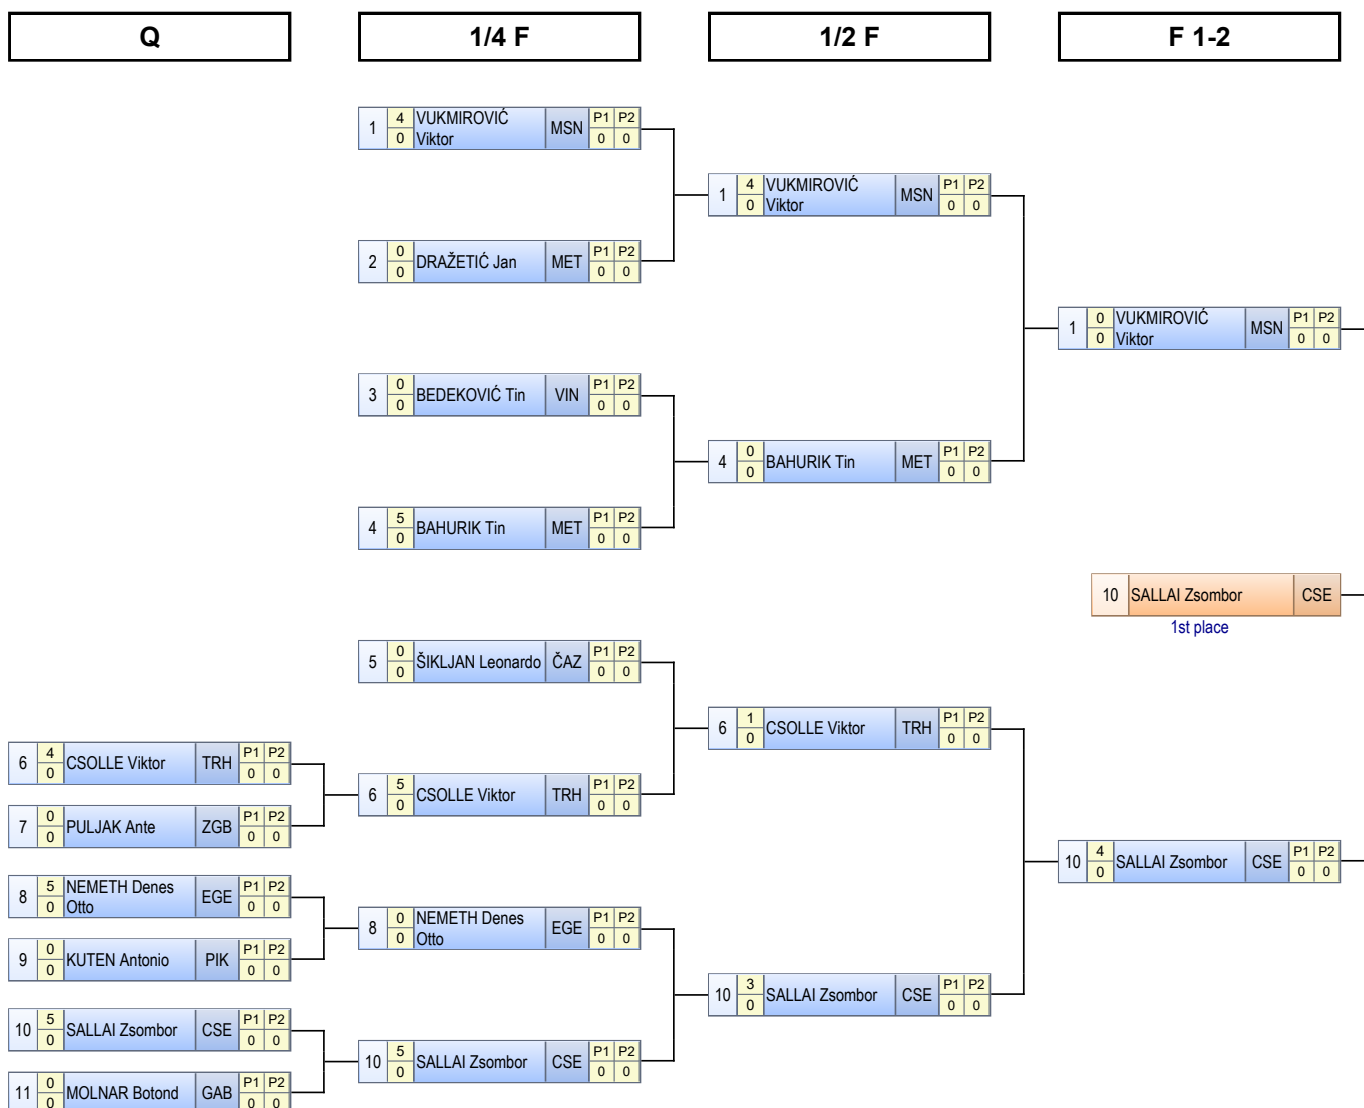 Q
1/4 F
1/2 F
F 1-2
1 4 0 VUKMIROVIĆ Viktor MSN P1 P2 0 0
2 0 0 DRAŽETIĆ Jan MET P1 P2 0 0
3 0 0 BEDEKOVIĆ Tin VIN P1 P2 0 0
4 5 0 BAHURIK Tin MET P1 P2 0 0
5 0 0 ŠIKLJAN Leonardo ČAZ P1 P2 0 0
6 4 0 CSOLLE Viktor TRH P1 P2 0 0
7 0 0 PULJAK Ante ZGB P1 P2 0 0
8 5 0 NEMETH Denes Otto EGE P1 P2 0 0
9 0 0 KUTEN Antonio PIK P1 P2 0 0
10 5 0 SALLAI Zsombor CSE P1 P2 0 0
11 0 0 MOLNAR Botond GAB P1 P2 0 0
6 5 0 CSOLLE Viktor TRH P1 P2 0 0
8 0 0 NEMETH Denes Otto EGE P1 P2 0 0
10 5 0 SALLAI Zsombor CSE P1 P2 0 0
1 4 0 VUKMIROVIĆ Viktor MSN P1 P2 0 0
4 0 0 BAHURIK Tin MET P1 P2 0 0
6 1 0 CSOLLE Viktor TRH P1 P2 0 0
10 3 0 SALLAI Zsombor CSE P1 P2 0 0
1 0 0 VUKMIROVIĆ Viktor MSN P1 P2 0 0
10 SALLAI Zsombor CSE
1st place
10 4 0 SALLAI Zsombor CSE P1 P2 0 0